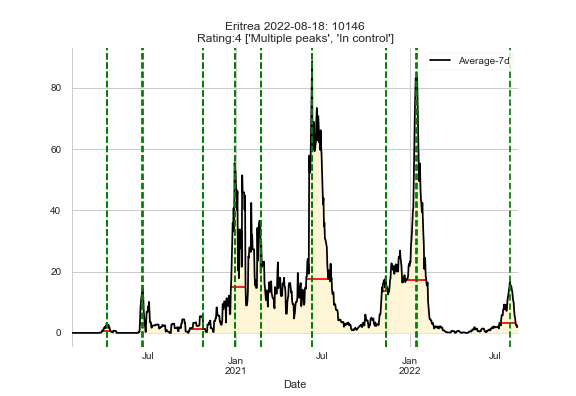 Eritrea 2022-08-18: 10146
Rating:4 ['Multiple peaks', 'In control']
Average-7d
80
60
40
20
0
Jul
Jan
2021
Jul
Jan
2022
Jul
Date